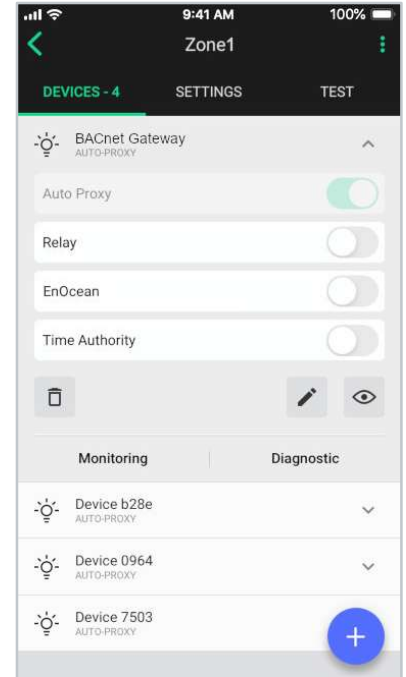 9:41 AM 100%
Zone1
DEVICES - 4 SETTINGS TEST
BACnet Gateway
AUTO-PROXY
Auto Proxy
Relay
EnOcean
Time Authority
Monitoring Diagnostic
Device b28e
AUTO-PROXY
Device 0964
AUTO-PROXY
Device 7503
AUTO-PROXY
+